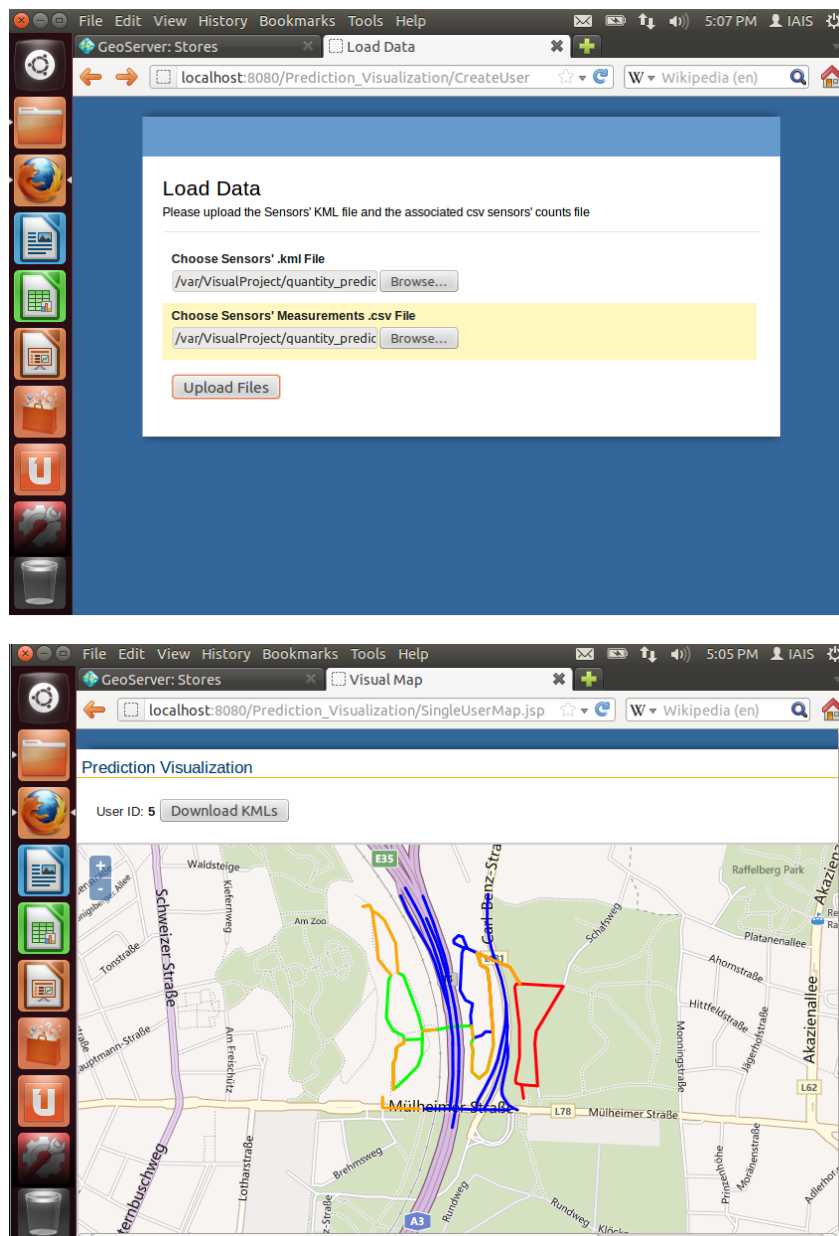 File Edit View History Bookmarks Tools Help 5:07 PM IAIS
GeoServer: Stores Load Data
localhost:8080/Prediction_Visualization/CreateUser W Wikipedia (en)
Load Data
Please upload the Sensors' KML file and the associated csv sensors' counts file
Choose Sensors' .kml File
/var/VisualProject/quantity_predic Browse...
Choose Sensors' Measurements .csv File
/var/VisualProject/quantity_predic Browse...
Upload Files
File Edit View History Bookmarks Tools Help 5:05 PM IAIS
GeoServer: Stores Visual Map
localhost:8080/Prediction_Visualization/SingleUserMap.jsp W Wikipedia (en)
Prediction Visualization
User ID: 5 Download KMLs
+
-
E35
Waldsteige
Kiefernweg
Schweizer Straße
Am Zoo
Tonstraße
Carl-Benz-Stra
Schafsweg
Raffelberg Park
Akazienallee
Platanenallee
Ahornstraße
Hittfeldstraße
Jägerhofstraße
Monningstraße
Akazienallee
Am Freischütz
L62
Mülheimer Straße
L78
Mülheimer Straße
Lotharstraße
Brehmsweg
Prinzenhöhe
Moränenstraße
Adlerhor
ternbuschweg
z-Straße
A3
Rundweg
Rundweg
Klöck